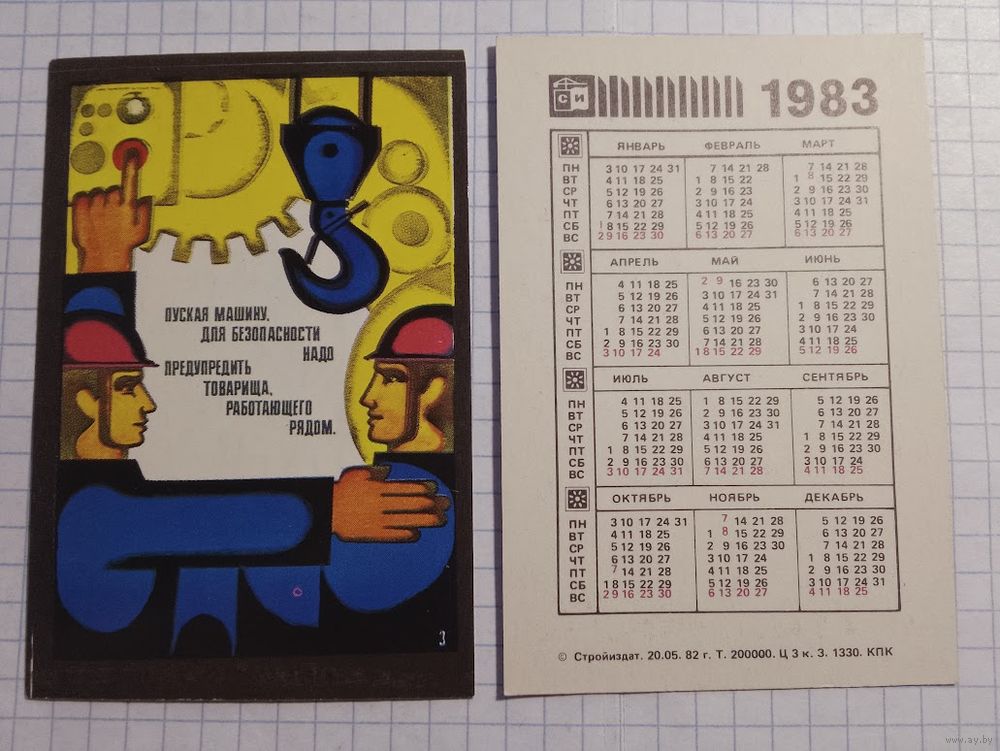 ПУСКАЯ МАШИНУ,
ДЛЯ БЕЗОПАСНОСТИ
НАДО
ПРЕДУПРЕДИТЬ
ТОВАРИЩА,
РАБОТАЮЩЕГО
РЯДОМ.
3
СИ 1983
ЯНВАРЬ ФЕВРАЛЬ МАРТ
ПН 3 10 17 24 31 7 14 21 28 7 14 21 28
ВТ 4 11 18 25 1 8 15 22 1 8 15 22 29
СР 5 12 19 26 2 9 16 23 2 9 16 23 30
ЧТ 6 13 20 27 3 10 17 24 3 10 17 24 31
ПТ 7 14 21 28 4 11 18 25 4 11 18 25
СБ 1 8 15 22 29 5 12 19 26 5 12 19 26
ВС 2 9 16 23 30 6 13 20 27 6 13 20 27
АПРЕЛЬ МАЙ ИЮНЬ
ПН 4 11 18 25 2 9 16 23 30 6 13 20 27
ВТ 5 12 19 26 3 10 17 24 31 7 14 21 28
СР 6 13 20 27 4 11 18 25 1 8 15 22 29
ЧТ 7 14 21 28 5 12 19 26 2 9 16 23 30
ПТ 1 8 15 22 29 6 13 20 27 3 10 17 24
СБ 2 9 16 23 30 7 14 21 28 4 11 18 25
ВС 3 10 17 24 1 8 15 22 29 5 12 19 26
ИЮЛЬ АВГУСТ СЕНТЯБРЬ
ПН 4 11 18 25 1 8 15 22 29 5 12 19 26
ВТ 5 12 19 26 2 9 16 23 30 6 13 20 27
СР 6 13 20 27 3 10 17 24 31 7 14 21 28
ЧТ 7 14 21 28 4 11 18 25 1 8 15 22 29
ПТ 1 8 15 22 29 5 12 19 26 2 9 16 23 30
СБ 2 9 16 23 30 6 13 20 27 3 10 17 24
ВС 3 10 17 24 31 7 14 21 28 4 11 18 25
ОКТЯБРЬ НОЯБРЬ ДЕКАБРЬ
ПН 3 10 17 24 31 7 14 21 28 5 12 19 26
ВТ 4 11 18 25 1 8 15 22 29 6 13 20 27
СР 5 12 19 26 2 9 16 23 30 7 14 21 28
ЧТ 6 13 20 27 3 10 17 24 1 8 15 22 29
ПТ 7 14 21 28 4 11 18 25 2 9 16 23 30
СБ 1 8 15 22 29 5 12 19 26 3 10 17 24 31
ВС 2 9 16 23 30 6 13 20 27 4 11 18 25
© Стройиздат. 20.05. 82 г. Т. 200000. Ц 3 к. З. 1330. КПК
www.ay.by